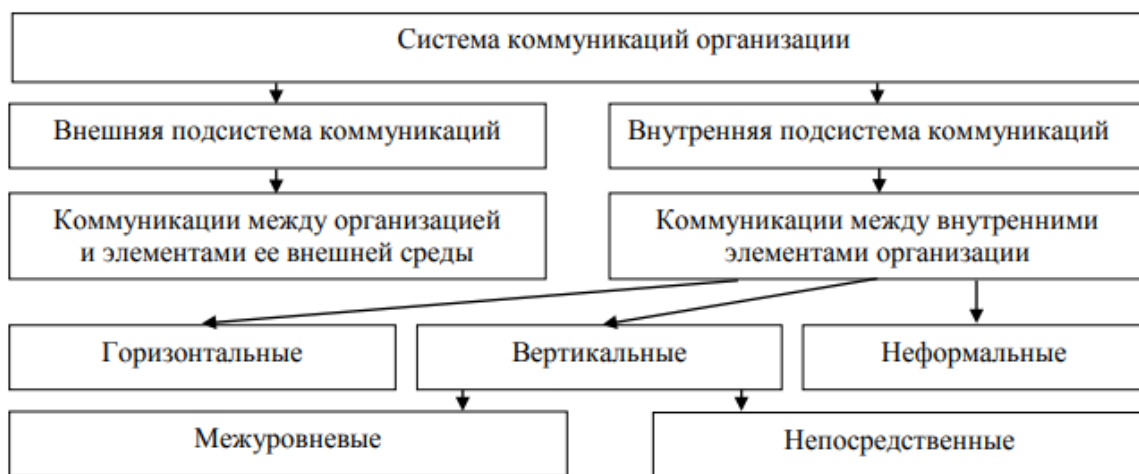 Система коммуникаций организации
Внешняя подсистема коммуникаций
Внутренняя подсистема коммуникаций
Коммуникации между организацией
и элементами ее внешней среды
Коммуникации между внутренними
элементами организации
Горизонтальные
Вертикальные
Неформальные
Межуровневые
Непосредственные